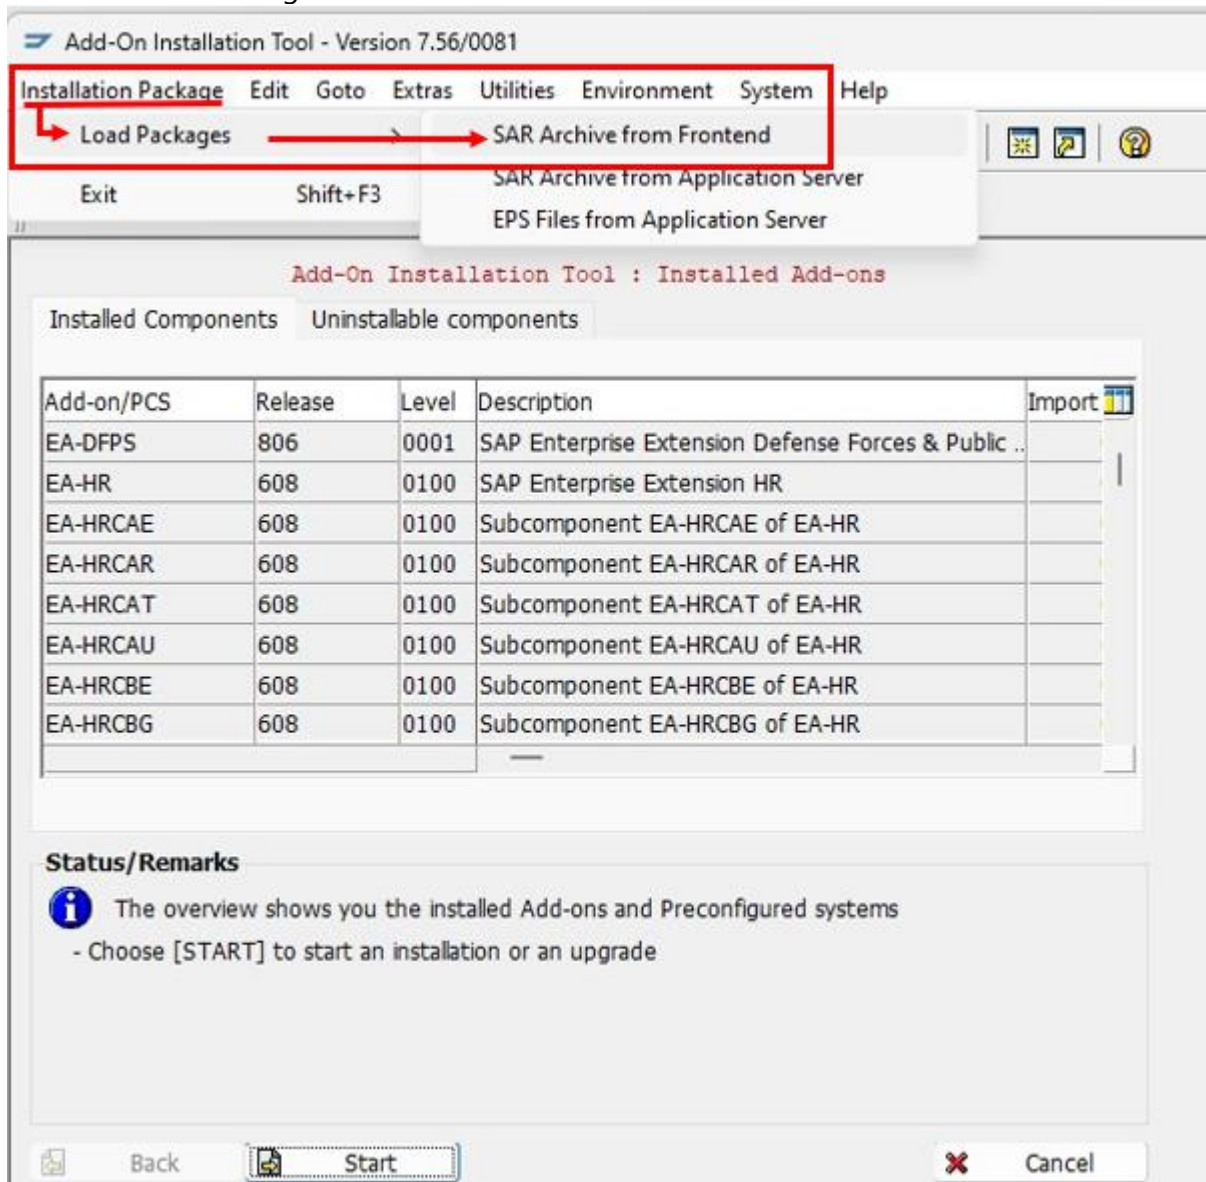 Add-On Installation Tool - Version 7.56/0081
Installation Package Edit Goto Extras Utilities Environment System Help
Load Packages > SAR Archive from Frontend
SAR Archive from Application Server
Exit Shift+F3
EPS Files from Application Server
Add-On Installation Tool : Installed Add-ons
Installed Components Uninstallable components
Add-on/PCS Release Level Description Import
EA-DFPS 806 0001 SAP Enterprise Extension Defense Forces & Public ..
EA-HR 608 0100 SAP Enterprise Extension HR
EA-HRCAE 608 0100 Subcomponent EA-HRCAE of EA-HR
EA-HRCAR 608 0100 Subcomponent EA-HRCAR of EA-HR
EA-HRCAT 608 0100 Subcomponent EA-HRCAT of EA-HR
EA-HRCAU 608 0100 Subcomponent EA-HRCAU of EA-HR
EA-HRCBE 608 0100 Subcomponent EA-HRCBE of EA-HR
EA-HRCBG 608 0100 Subcomponent EA-HRCBG of EA-HR
Status/Remarks
The overview shows you the installed Add-ons and Preconfigured systems
- Choose [START] to start an installation or an upgrade
Back Start Cancel